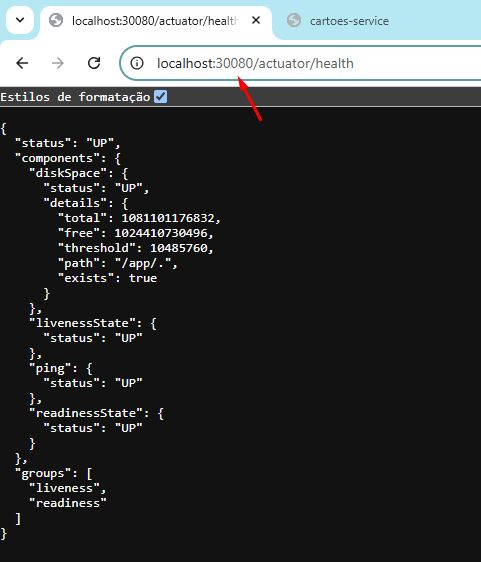 localhost:30080/actuator/healt
cartoes-service
localhost:30080/actuator/health
Estilos de formatação
{
  "status": "UP",
  "components": {
    "diskSpace": {
      "status": "UP",
      "details": {
        "total": 1081101176832,
        "free": 1024410730496,
        "threshold": 10485760,
        "path": "/app/.",
        "exists": true
      }
    },
    "livenessState": {
      "status": "UP"
    },
    "ping": {
      "status": "UP"
    },
    "readinessState": {
      "status": "UP"
    }
  },
  "groups": [
    "liveness",
    "readiness"
  ]
}